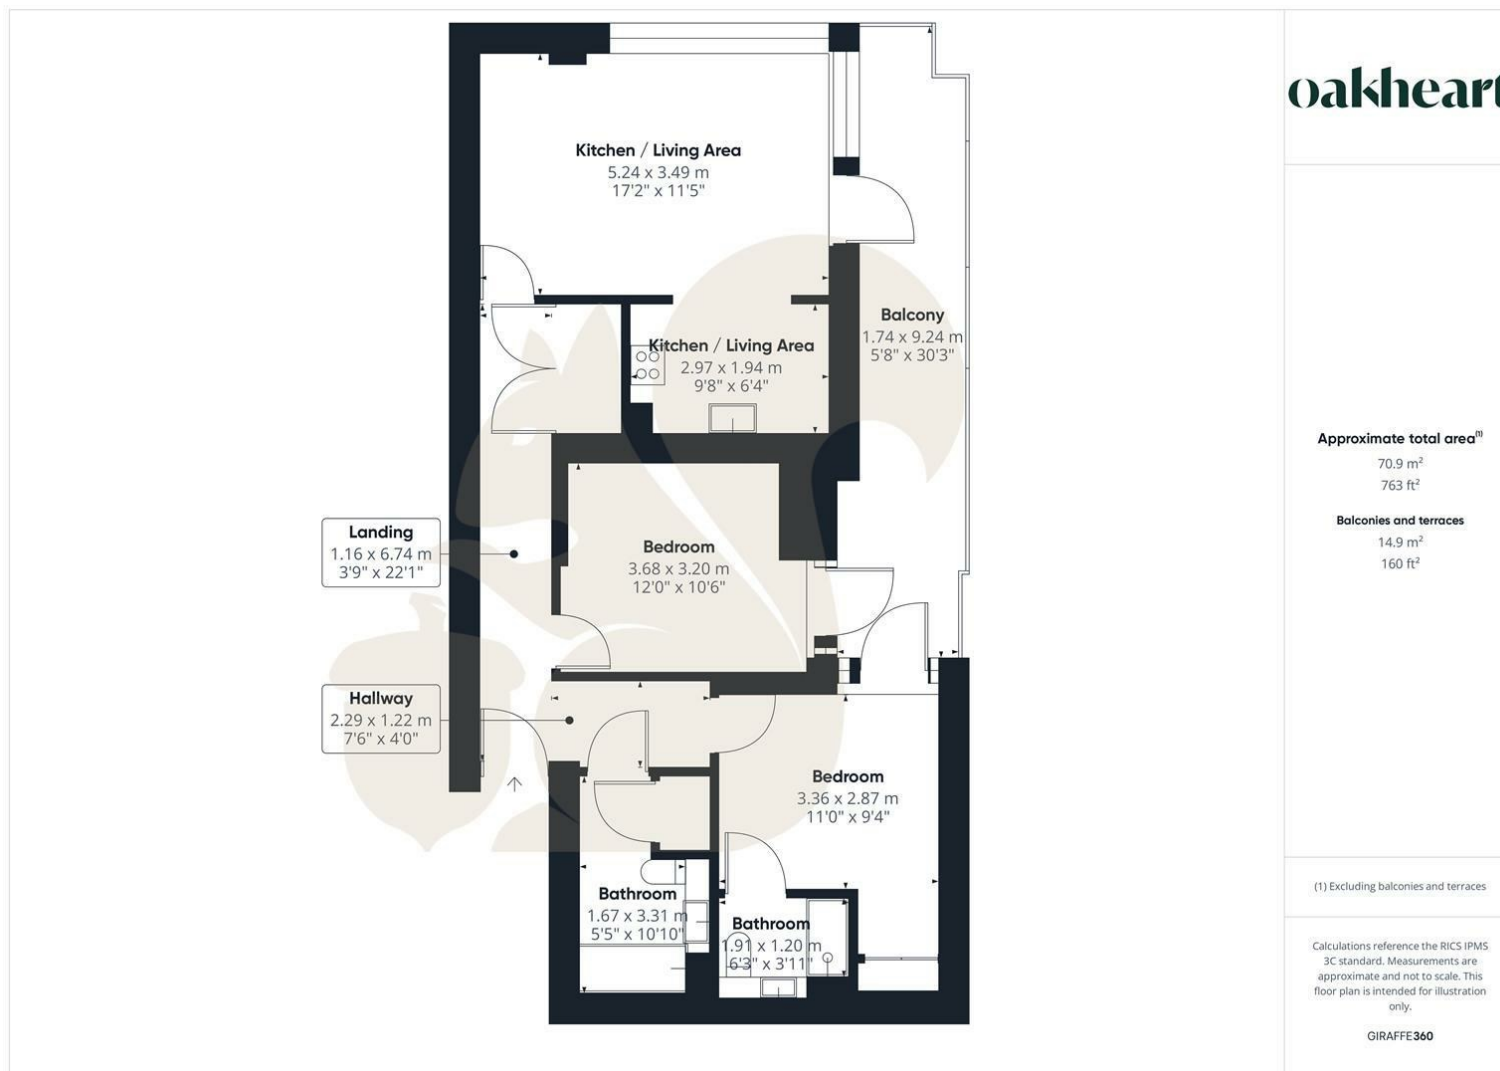 Kitchen / Living Area
5.24 x 3.49 m
17'2" x 11'5"
Kitchen / Living Area
2.97 x 1.94 m
9'8" x 6'4"
Balcony
1.74 x 9.24 m
5'8" x 30'3"
Landing
1.16 x 6.74 m
3'9" x 22'1"
Bedroom
3.68 x 3.20 m
12'0" x 10'6"
Hallway
2.29 x 1.22 m
7'6" x 4'0"
Bedroom
3.36 x 2.87 m
11'0" x 9'4"
Bathroom
1.67 x 3.31 m
5'5" x 10'10"
Bathroom
1.91 x 1.20 m
6'3" x 3'11"
oakheart
Approximate total area(1)
70.9 m²
763 ft²
Balconies and terraces
14.9 m²
160 ft²
(1) Excluding balconies and terraces
Calculations reference the RICS IPMS
3C standard. Measurements are
approximate and not to scale. This
floor plan is intended for illustration
only.
GIRAFFE360